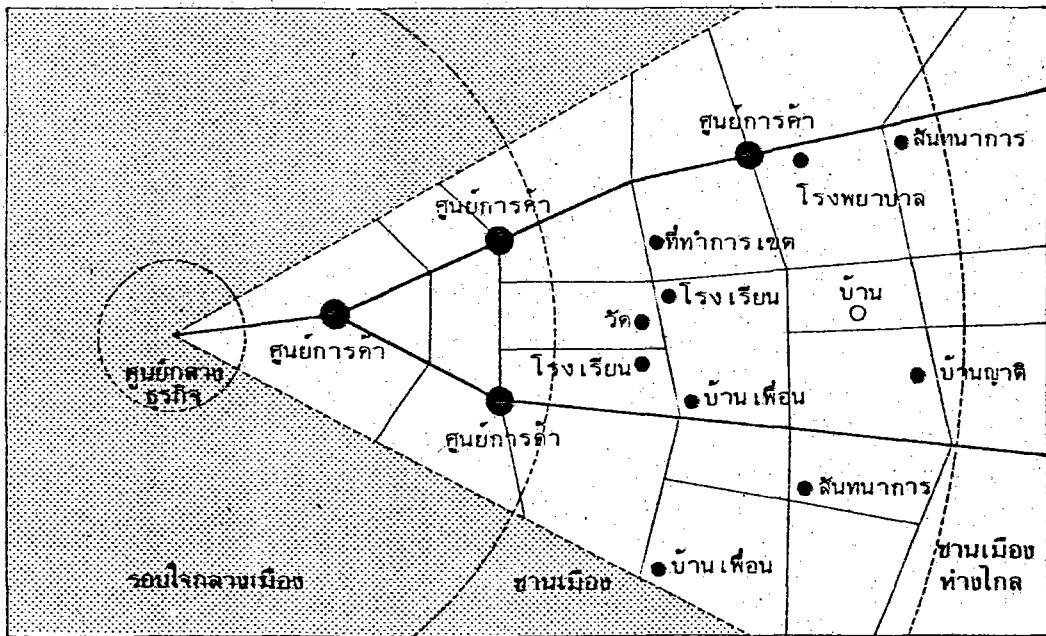 ศูนย์การค้า
สันทนาการ
โรงพยาบาล
ศูนย์การค้า
ที่ทำการเขต
โรงเรียน
บ้าน
วัด
ศูนย์การค้า
โรงเรียน
บ้านญาติ
ศูนย์กลาง
ธุรกิจ
บ้านเพื่อน
ศูนย์การค้า
สันทนาการ
รอบใจกลางเมือง
ชานเมือง
บ้านเพื่อน
ชานเมือง
ห่างไกล